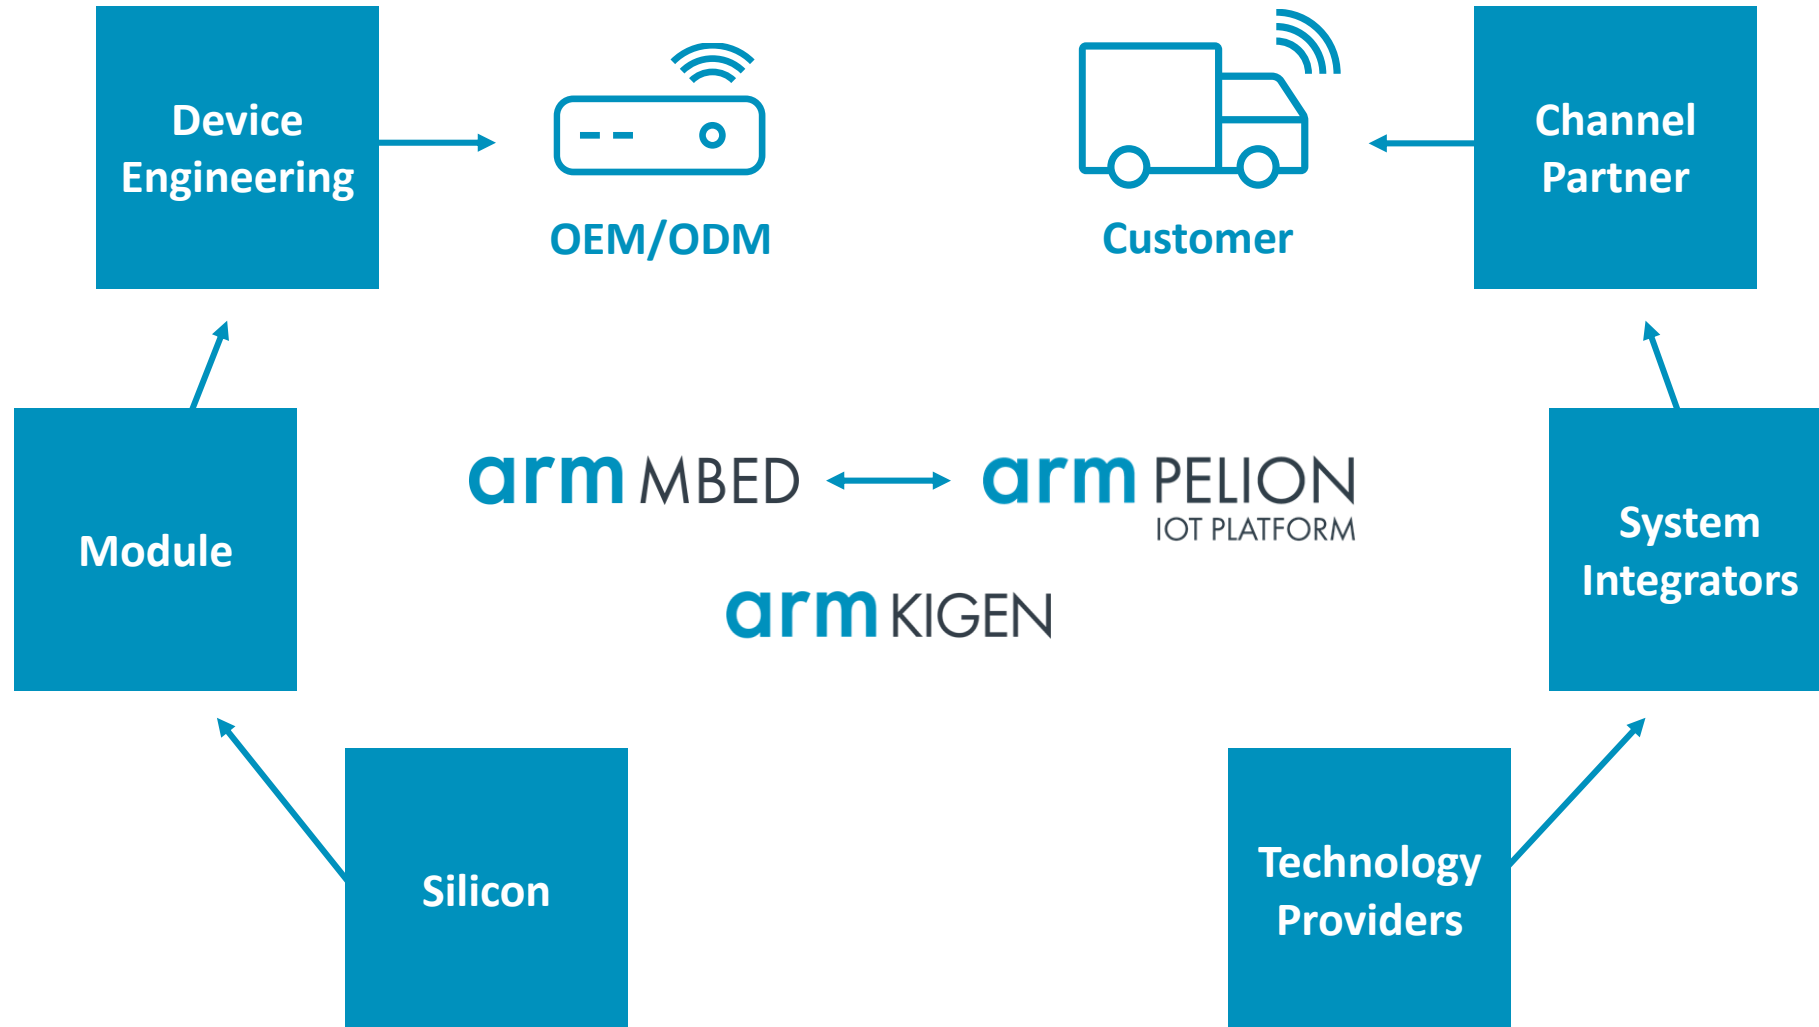 Device
Engineering
OEM/ODM
Customer
Channel
Partner
Module
arm MBED
arm PELION
IOT PLATFORM
arm KIGEN
System
Integrators
Silicon
Technology
Providers